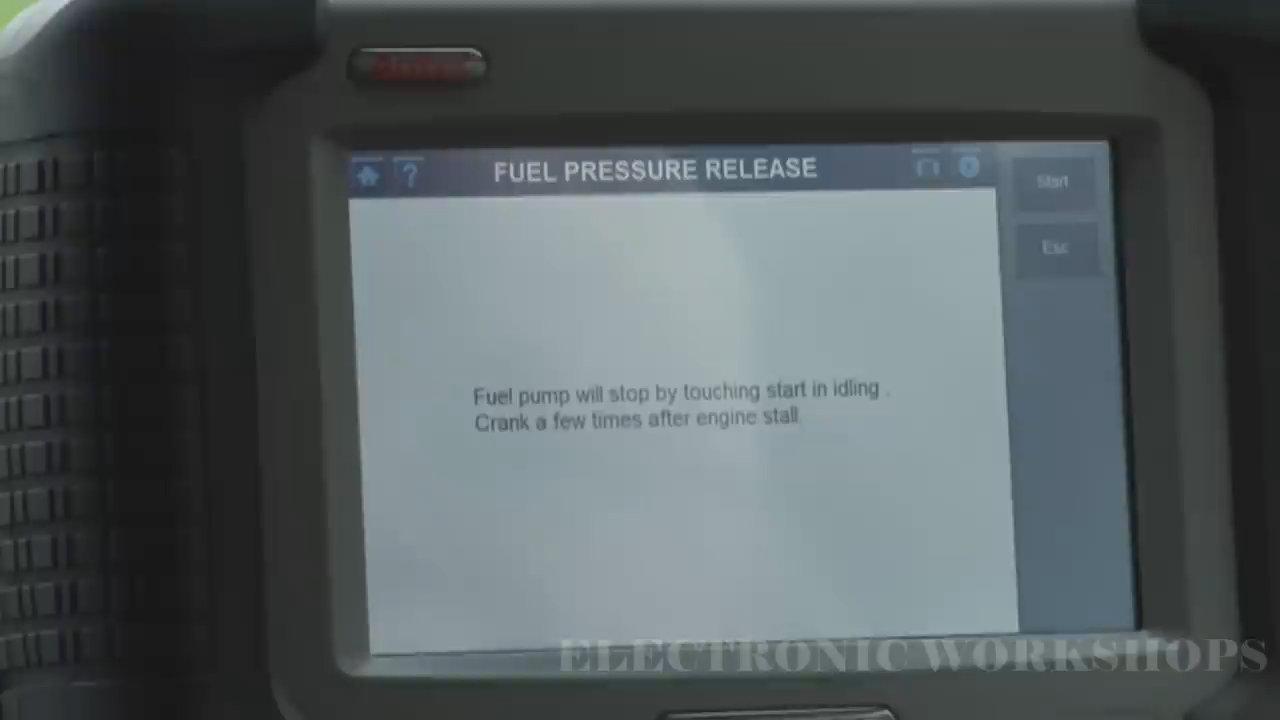 FUEL PRESSURE RELEASE
Start
Esc
Fuel pump will stop by touching start in idling .
Crank a few times after engine stall.
ELECTRONIC WORKSHOPS